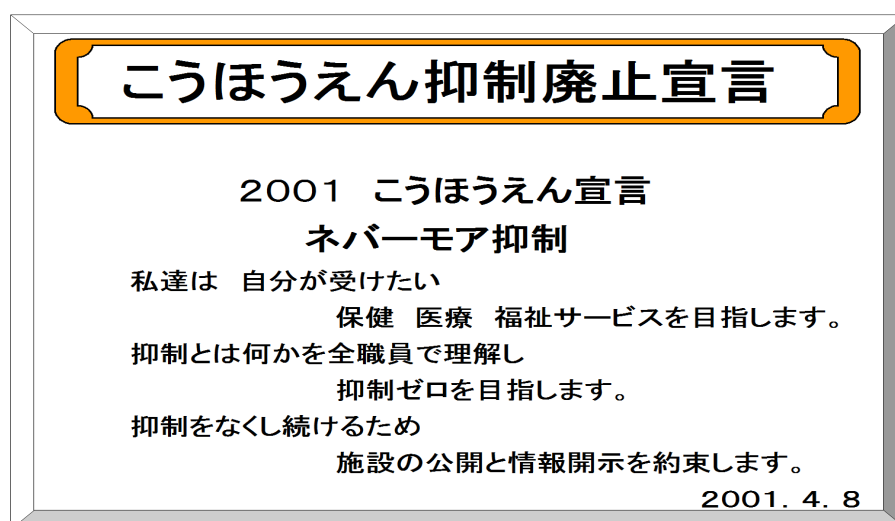 こうほうえん抑制廃止宣言
2001　こうほうえん宣言
ネバーモア抑制
私達は　自分が受けたい
保健　医療　福祉サービスを目指します。
抑制とは何かを全職員で理解し
抑制ゼロを目指します。
抑制をなくし続けるため
施設の公開と情報開示を約束します。
2001. 4. 8